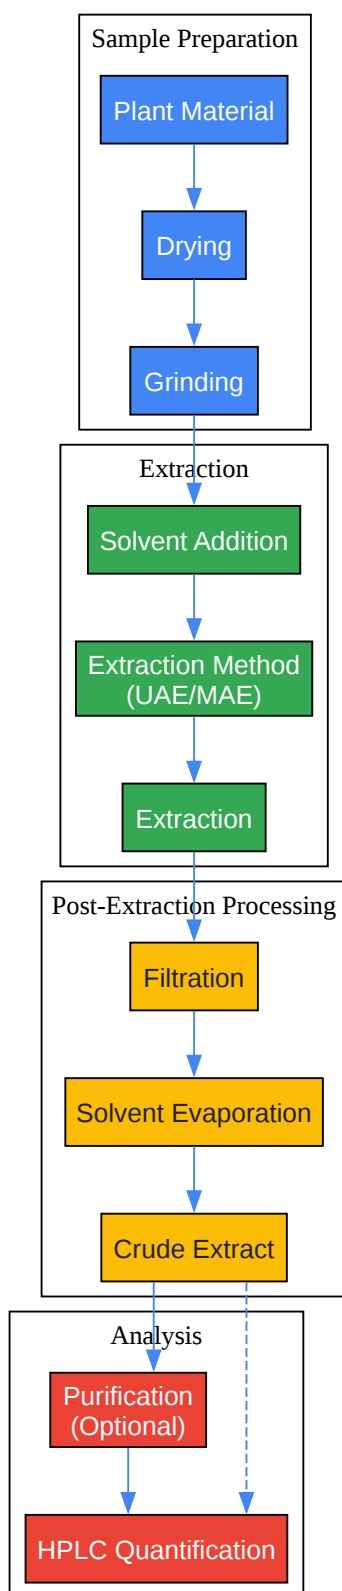 Sample Preparation
Plant Material
Drying
Grinding
Extraction
Solvent Addition
Extraction Method
(UAE/MAE)
Extraction
Post-Extraction Processing
Filtration
Solvent Evaporation
Crude Extract
Analysis
Purification
(Optional)
HPLC Quantification